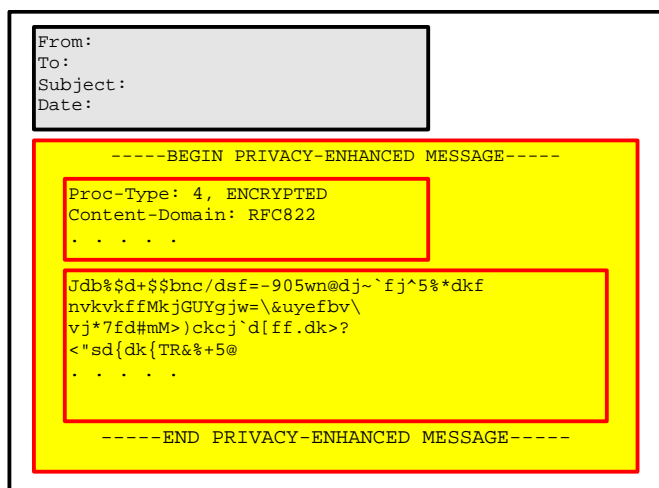 From:
To:
Subject:
Date:
-----BEGIN PRIVACY-ENHANCED MESSAGE-----
Proc-Type: 4, ENCRYPTED
Content-Domain: RFC822
. . . . .
Jdb%$d+$$bnc/dsf=-905wn@dj~`fj^5%*dkf
nvkvkffMkjGUYgjw=\&uyefbv\
vj*7fd#mM>)ckcj`d[ff.dk>?
<"sd{dk{TR&%+5@
. . . . .
-----END PRIVACY-ENHANCED MESSAGE-----